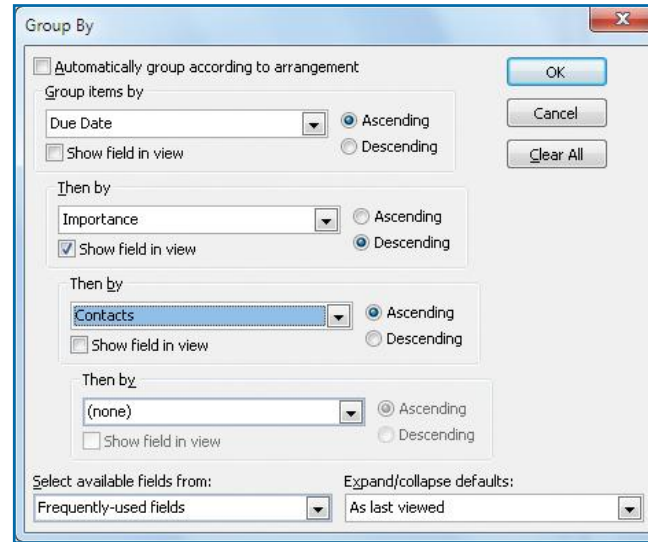 Group By
Automatically group according to arrangement
OK
Group items by
Due Date
Ascending
Cancel
Show field in view
Descending
Clear All
Then by
Importance
Ascending
Show field in view
Descending
Then by
Contacts
Ascending
Show field in view
Descending
Then by
(none)
Ascending
Show field in view
Descending
Select available fields from:
Expand/collapse defaults:
Frequently-used fields
As last viewed